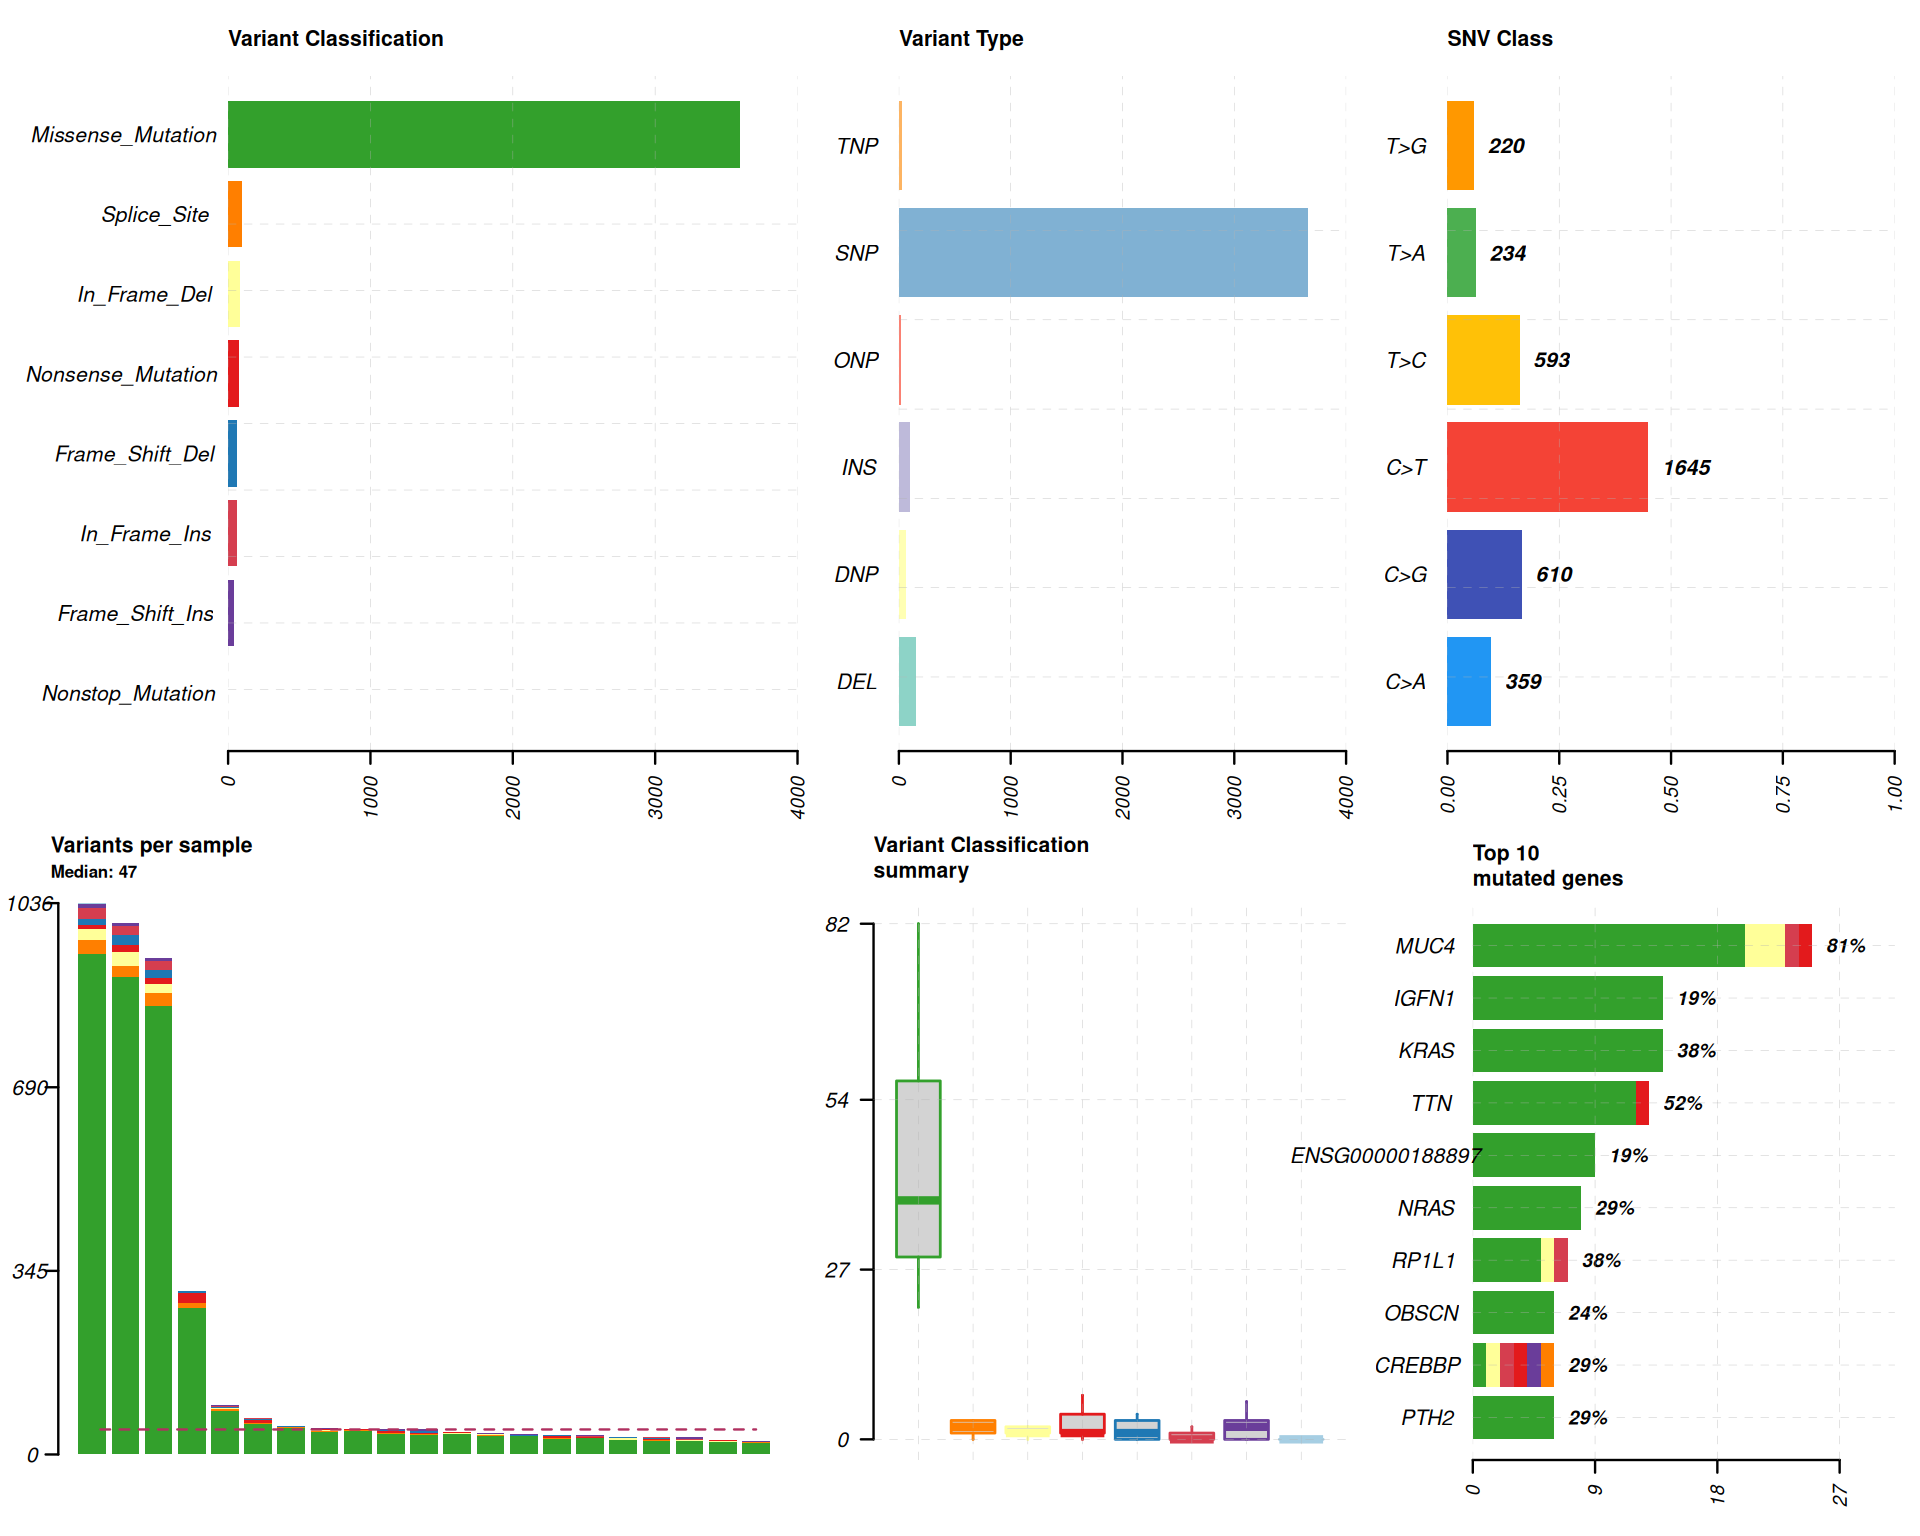 Variant Classification
Missense_Mutation
Splice_Site
In_Frame_Del
Nonsense_Mutation
Frame_Shift_Del
In_Frame_Ins
Frame_Shift_Ins
Nonstop_Mutation
0
1000
2000
3000
4000
Variant Type
TNP
SNP
ONP
INS
DNP
DEL
0
1000
2000
3000
4000
SNV Class
T>G 220
T>A 234
T>C 593
C>T 1645
C>G 610
C>A 359
0.00
0.25
0.50
0.75
1.00
Variants per sample
Median: 47
1036
690
345
0
Variant Classification
summary
82
54
27
0
Top 10
mutated genes
MUC4 81%
IGFN1 19%
KRAS 38%
TTN 52%
ENSG00000188897 19%
NRAS 29%
RP1L1 38%
OBSCN 24%
CREBBP 29%
PTH2 29%
0
9
18
27